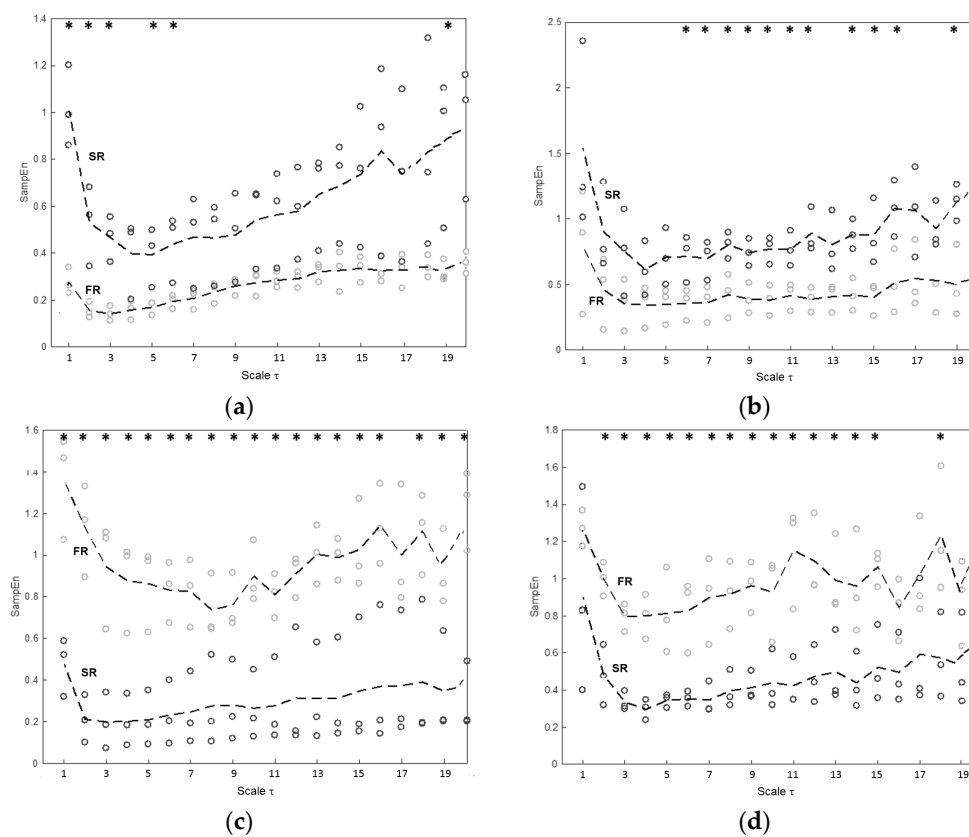 * * * * * *
1.4
1.2
1
0.8
0.6
0.4
0.2
0
SampEn
SR
FR
1 3 5 7 9 11 13 15 17 19
Scale τ
(a)
* * * * * * * * * * *
2.5
2
1.5
1
0.5
0
SampEn
SR
FR
1 3 5 7 9 11 13 15 17 19
Scale τ
(b)
* * * * * * * * * * * * * * * * * * *
1.6
1.4
1.2
1
0.8
0.6
0.4
0.2
0
SampEn
FR
SR
1 3 5 7 9 11 13 15 17 19
Scale τ
(c)
* * * * * * * * * * * * * * *
1.8
1.6
1.4
1.2
1
0.8
0.6
0.4
0.2
0
SampEn
FR
SR
1 3 5 7 9 11 13 15 17 19
Scale τ
(d)